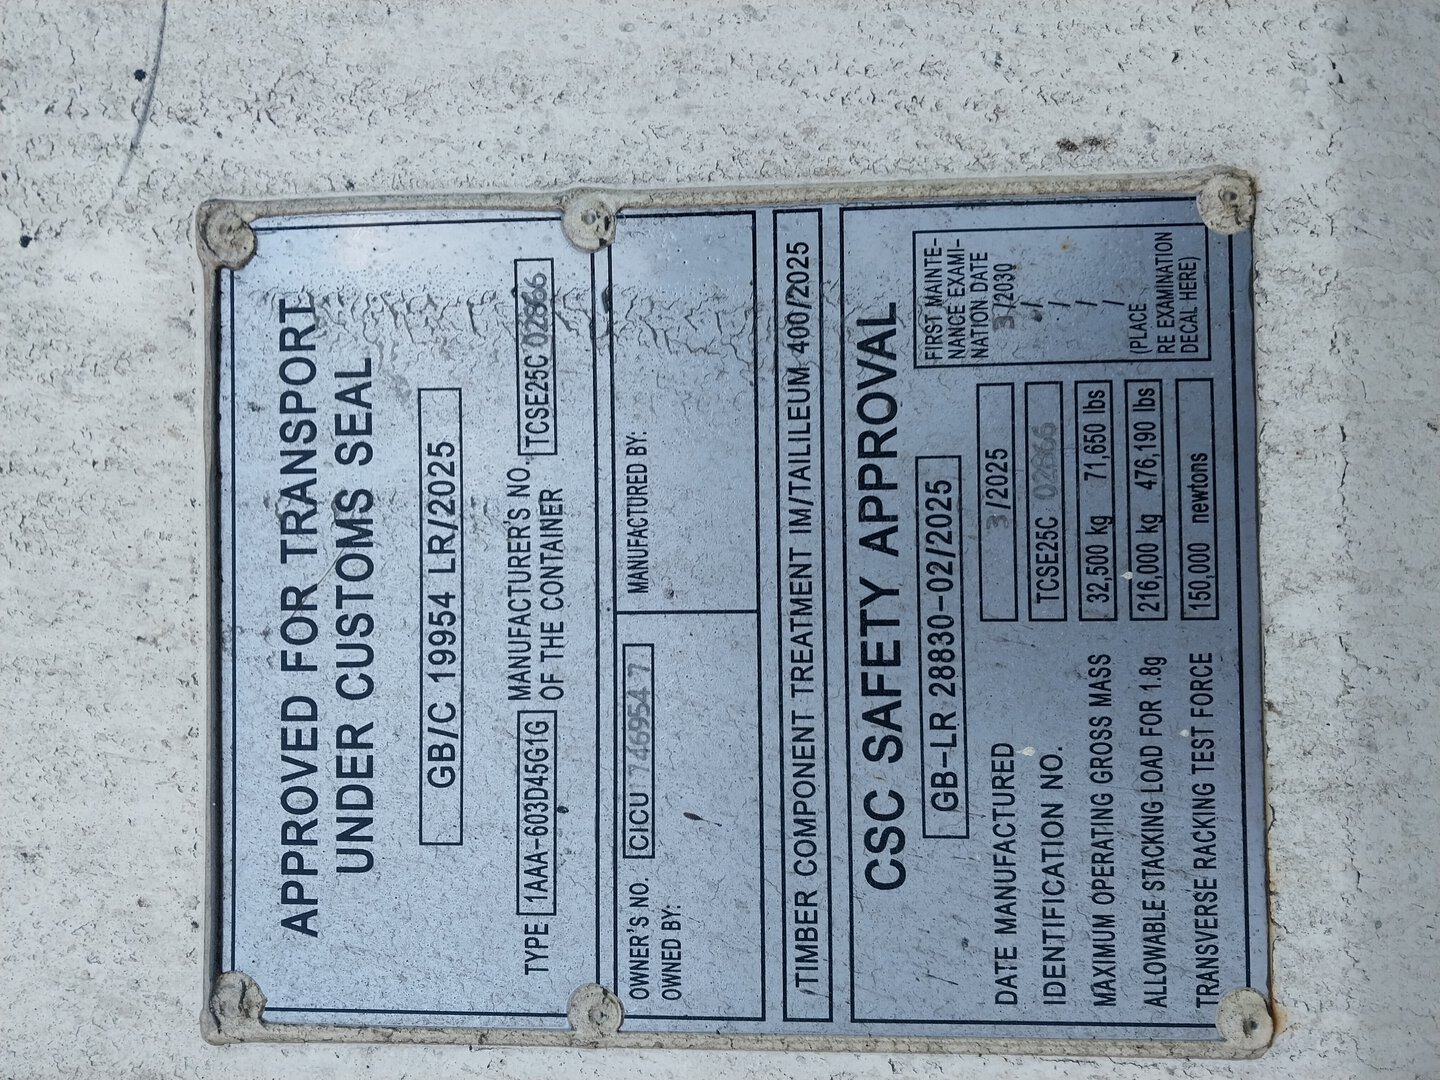 APPROVED FOR TRANSPORT
UNDER CUSTOMS SEAL
GB/C 19954 LR/2025
TYPE 1AAA-603D45G1G MANUFACTURER'S NO. OF THE CONTAINER TCSE25C 02866
OWNER'S NO. CICU 746954 7
OWNED BY:
MANUFACTURED BY:
TIMBER COMPONENT TREATMENT IM/TAILILEUM 400/2025
CSC SAFETY APPROVAL
GB-LR 28830-02/2025
DATE MANUFACTURED 3/2025
IDENTIFICATION NO. TCSE25C 02866
MAXIMUM OPERATING GROSS MASS 32,500 kg 71,650 lbs
ALLOWABLE STACKING LOAD FOR 1.8g 216,000 kg 476,190 lbs
TRANSVERSE RACKING TEST FORCE 150,000 newtons
FIRST MAINTE-
NANCE EXAMI-
NATION DATE
3/2030
/
/
/
/
(PLACE
RE EXAMINATION
DECAL HERE)